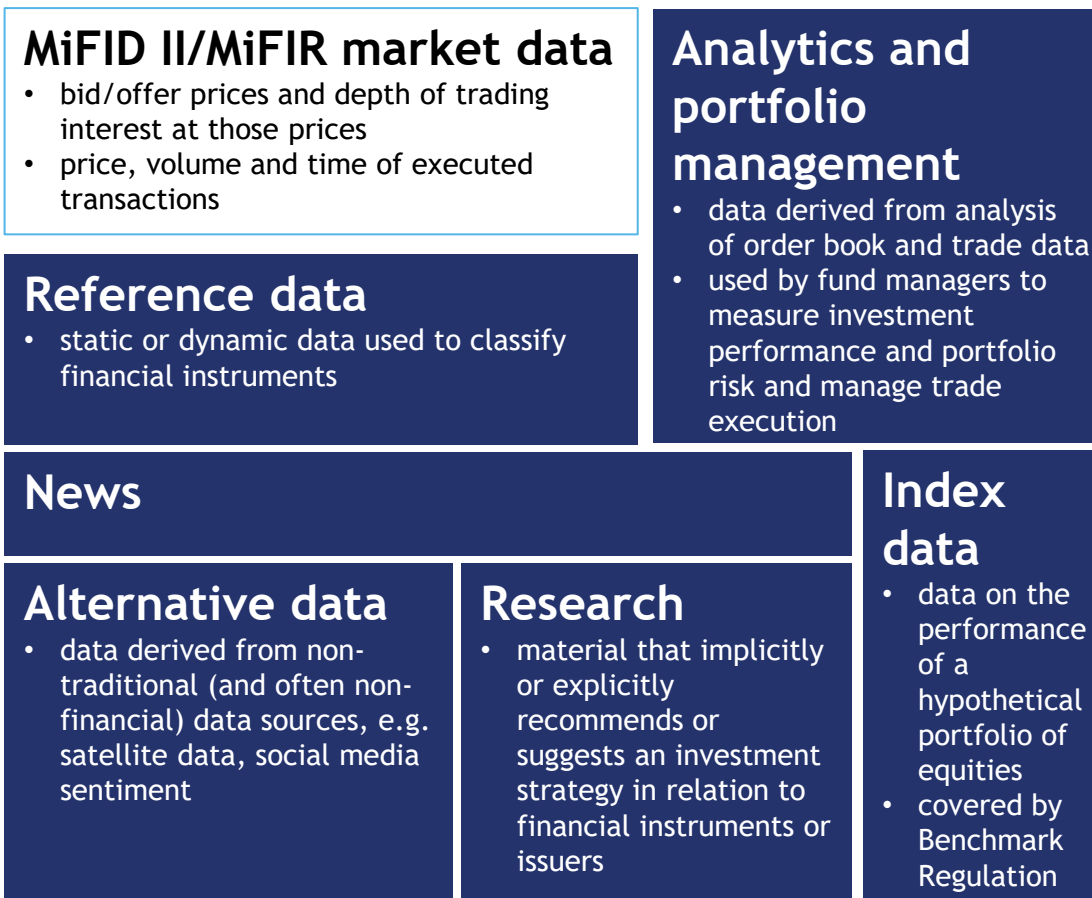 MiFID II/MiFIR market data
• bid/offer prices and depth of trading
interest at those prices
• price, volume and time of executed
transactions
Analytics and
portfolio
management
• data derived from analysis
of order book and trade data
• used by fund managers to
measure investment
performance and portfolio
risk and manage trade
execution
Reference data
• static or dynamic data used to classify
financial instruments
News
Index
data
• data on the
performance
of a
hypothetical
portfolio of
equities
• covered by
Benchmark
Regulation
Alternative data
• data derived from non-
traditional (and often non-
financial) data sources, e.g.
satellite data, social media
sentiment
Research
• material that implicitly
or explicitly
recommends or
suggests an investment
strategy in relation to
financial instruments or
issuers